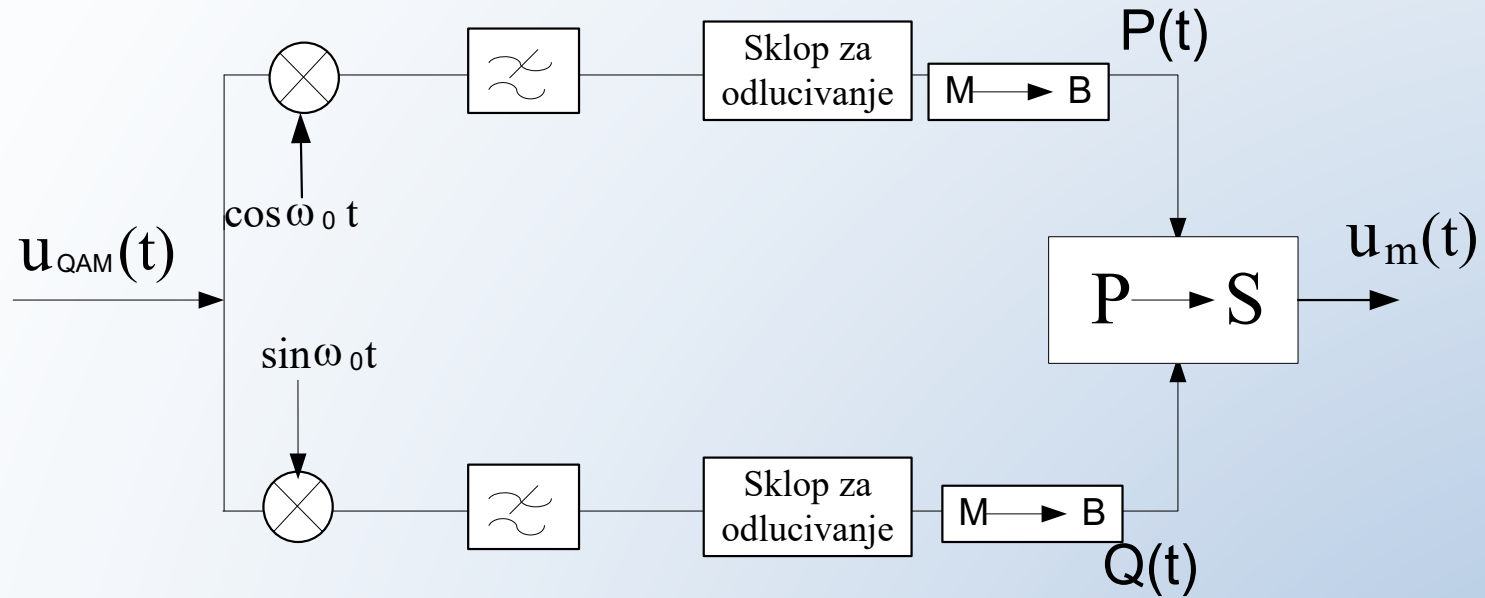 P(t)
Sklop za
odlucivanje
M B
cosω₀ t
u_QAM(t)
u_m(t)
P S
sinω₀t
Sklop za
odlucivanje
M B
Q(t)